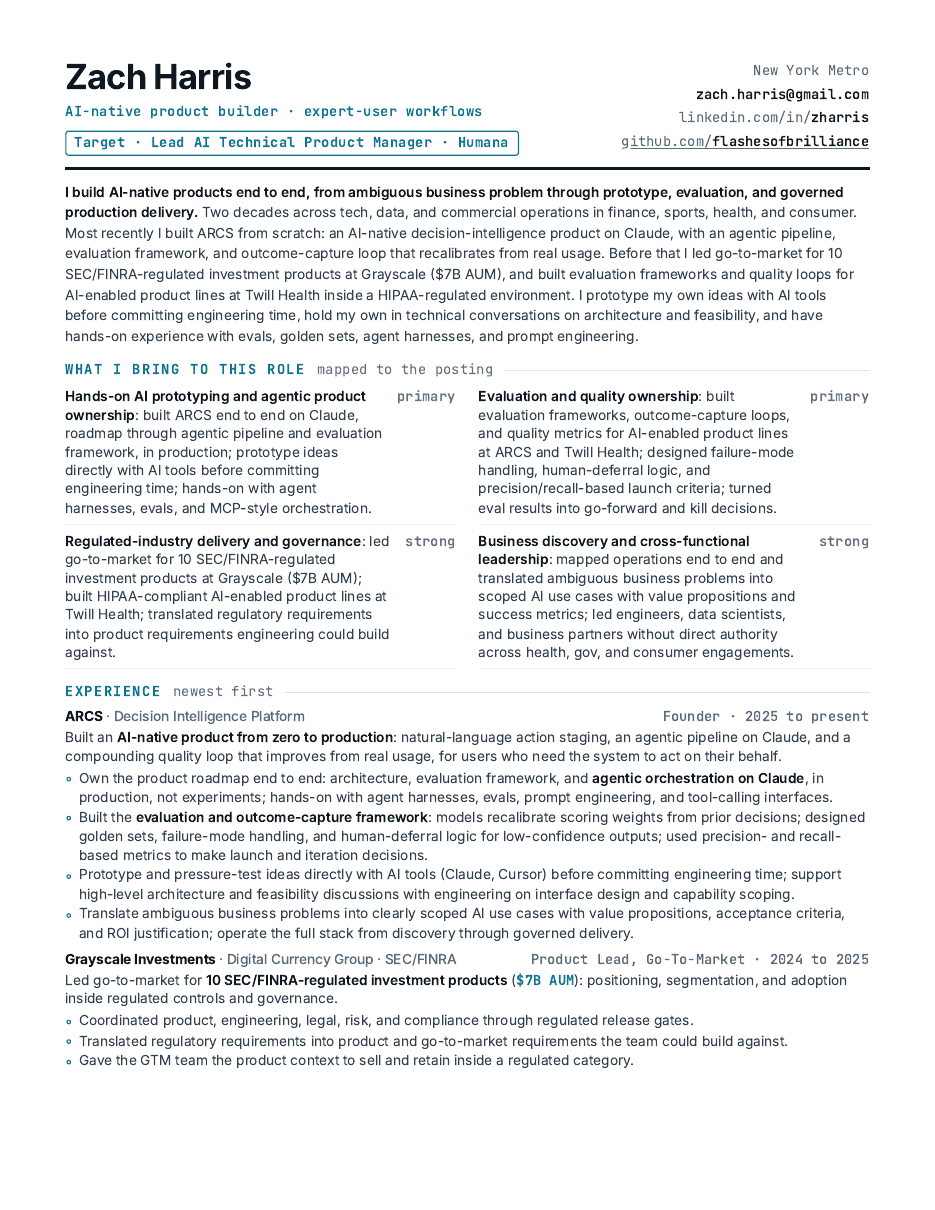 Zach Harris
AI-native product builder · expert-user workflows
Target · Lead AI Technical Product Manager · Humana
New York Metro
zach.harris@gmail.com
linkedin.com/in/zharris
github.com/flashesofbrilliance
I build AI-native products end to end, from ambiguous business problem through prototype, evaluation, and governed
production delivery. Two decades across tech, data, and commercial operations in finance, sports, health, and consumer.
Most recently I built ARCS from scratch: an AI-native decision-intelligence product on Claude, with an agentic pipeline,
evaluation framework, and outcome-capture loop that recalibrates from real usage. Before that I led go-to-market for 10
SEC/FINRA-regulated investment products at Grayscale ($7B AUM), and built evaluation frameworks and quality loops for
AI-enabled product lines at Twill Health inside a HIPAA-regulated environment. I prototype my own ideas with AI tools
before committing engineering time, hold my own in technical conversations on architecture and feasibility, and have
hands-on experience with evals, golden sets, agent harnesses, and prompt engineering.
WHAT I BRING TO THIS ROLE mapped to the posting
Hands-on AI prototyping and agentic product primary
ownership: built ARCS end to end on Claude,
roadmap through agentic pipeline and evaluation
framework, in production; prototype ideas
directly with AI tools before committing
engineering time; hands-on with agent
harnesses, evals, and MCP-style orchestration.
Evaluation and quality ownership: built primary
evaluation frameworks, outcome-capture loops,
and quality metrics for AI-enabled product lines
at ARCS and Twill Health; designed failure-mode
handling, human-deferral logic, and
precision/recall-based launch criteria; turned
eval results into go-forward and kill decisions.
Regulated-industry delivery and governance: led strong
go-to-market for 10 SEC/FINRA-regulated
investment products at Grayscale ($7B AUM);
built HIPAA-compliant AI-enabled product lines at
Twill Health; translated regulatory requirements
into product requirements engineering could build
against.
Business discovery and cross-functional strong
leadership: mapped operations end to end and
translated ambiguous business problems into
scoped AI use cases with value propositions and
success metrics; led engineers, data scientists,
and business partners without direct authority
across health, gov, and consumer engagements.
EXPERIENCE newest first
ARCS · Decision Intelligence Platform Founder · 2025 to present
Built an AI-native product from zero to production: natural-language action staging, an agentic pipeline on Claude, and a
compounding quality loop that improves from real usage, for users who need the system to act on their behalf.
∘ Own the product roadmap end to end: architecture, evaluation framework, and agentic orchestration on Claude, in
production, not experiments; hands-on with agent harnesses, evals, prompt engineering, and tool-calling interfaces.
∘ Built the evaluation and outcome-capture framework: models recalibrate scoring weights from prior decisions; designed
golden sets, failure-mode handling, and human-deferral logic for low-confidence outputs; used precision- and recall-
based metrics to make launch and iteration decisions.
∘ Prototype and pressure-test ideas directly with AI tools (Claude, Cursor) before committing engineering time; support
high-level architecture and feasibility discussions with engineering on interface design and capability scoping.
∘ Translate ambiguous business problems into clearly scoped AI use cases with value propositions, acceptance criteria,
and ROI justification; operate the full stack from discovery through governed delivery.
Grayscale Investments · Digital Currency Group · SEC/FINRA Product Lead, Go-To-Market · 2024 to 2025
Led go-to-market for 10 SEC/FINRA-regulated investment products ($7B AUM): positioning, segmentation, and adoption
inside regulated controls and governance.
∘ Coordinated product, engineering, legal, risk, and compliance through regulated release gates.
∘ Translated regulatory requirements into product and go-to-market requirements the team could build against.
∘ Gave the GTM team the product context to sell and retain inside a regulated category.